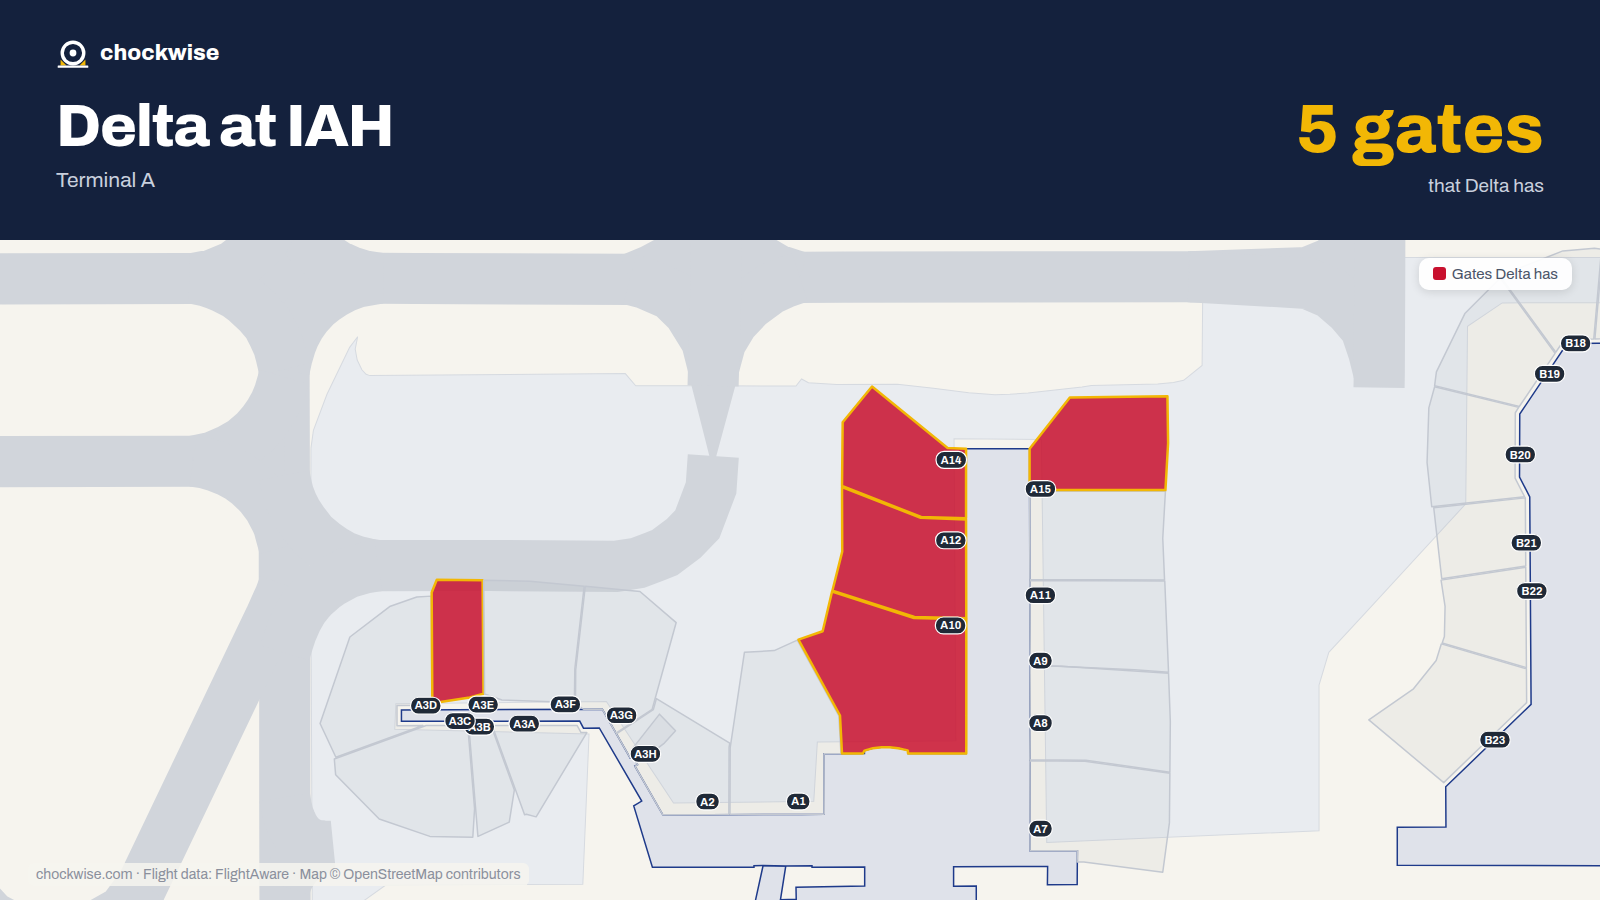 chockwise
Delta at IAH
Terminal A
5 gates
that Delta has
Gates Delta has
B18
B19
A14
B20
A15
A12
B21
B22
A11
A10
A9
A3D
A3E
A3F
A3G
A3C
A3B
A3A
A8
B23
A3H
A2
A1
A7
chockwise.com · Flight data: FlightAware · Map © OpenStreetMap contributors